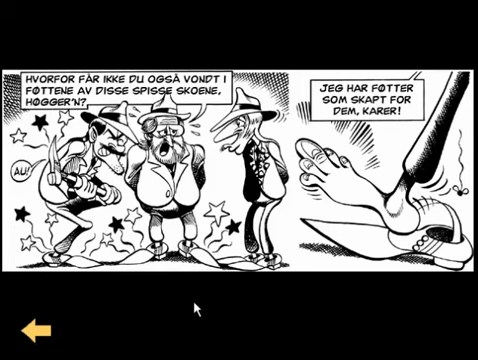 HVORFOR FÅR IKKE DU OGSÅ VONDT I
FØTTENE AV DISSE SPISSE SKOENE,
HØGGER'N?
AU!
JEG HAR FØTTER
SOM SKAPT FOR
DEM, KARER!